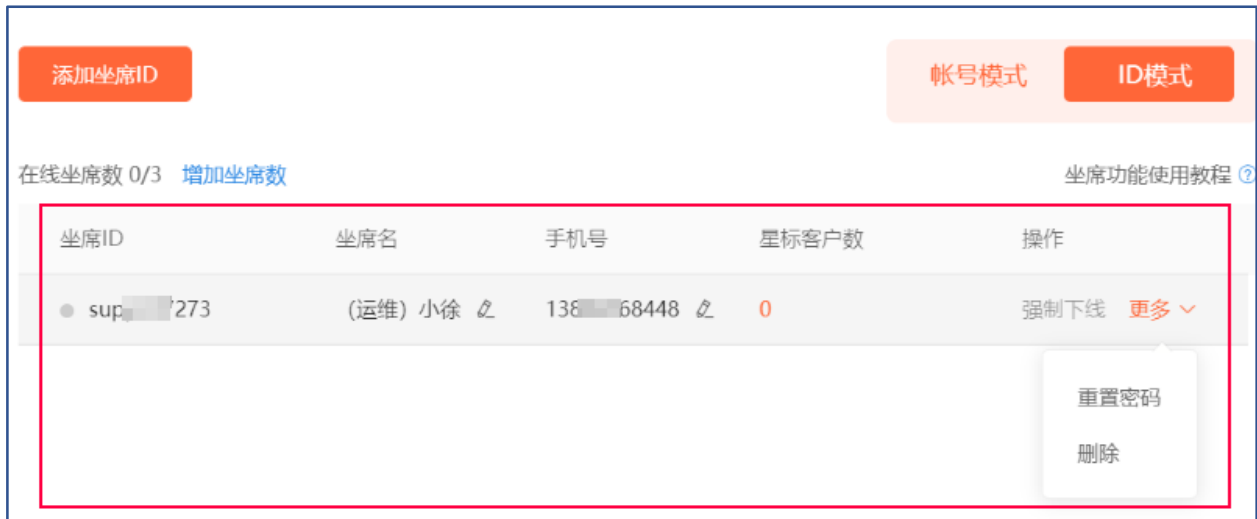 添加坐席ID
帐号模式 ID模式
在线坐席数 0/3 增加坐席数 坐席功能使用教程
坐席ID 坐席名 手机号 星标客户数 操作
sup 7273 (运维) 小徐 138 68448 0 强制下线 更多
重置密码
删除